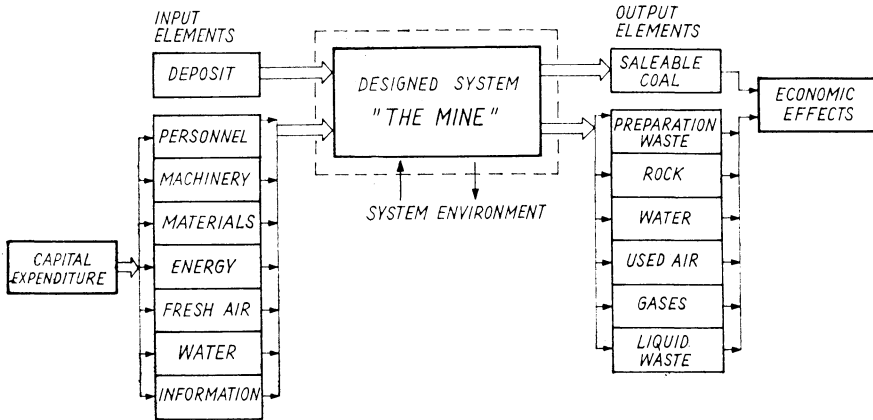 INPUT
ELEMENTS
DEPOSIT
PERSONNEL
MACHINERY
MATERIALS
ENERGY
FRESH AIR
WATER
INFORMATION
CAPITAL
EXPENDITURE
DESIGNED SYSTEM
"THE MINE"
SYSTEM ENVIRONMENT
OUTPUT
ELEMENTS
SALEABLE
COAL
PREPARATION
WASTE
ROCK
WATER
USED AIR
GASES
LIQUID
WASTE
ECONOMIC
EFFECTS